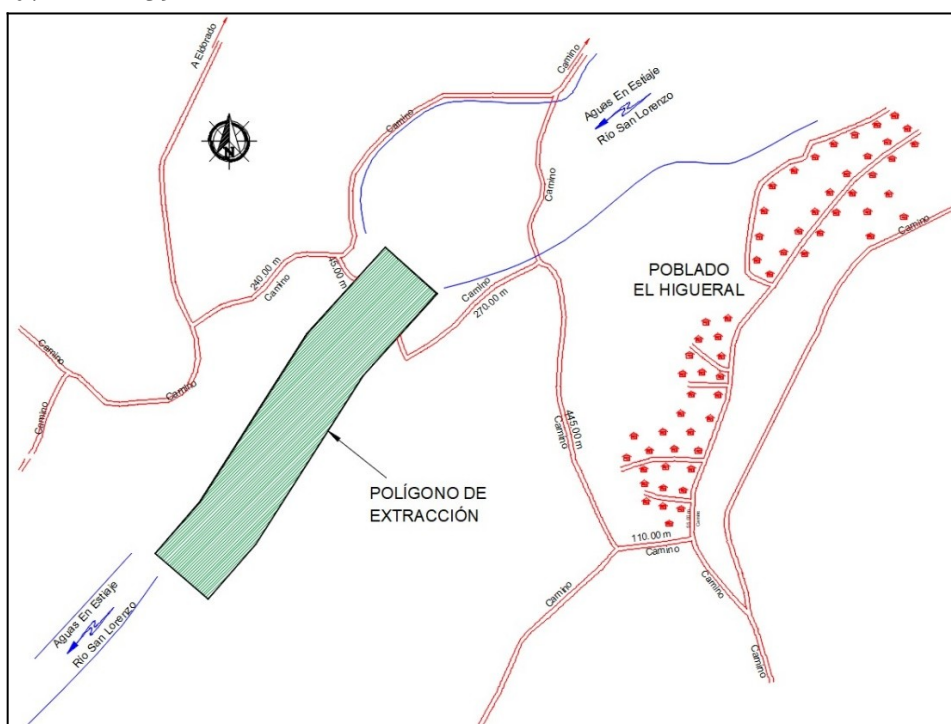 A Eldorado
Camino
Aguas En Estiaje
Río San Lorenzo
Camino
N
Camino
Camino
POBLADO
EL HIGUERAL
240.00 m
Camino
45.00 m
Camino
270.00 m
Camino
Camino
Camino
445.00 m
Camino
POLÍGONO DE
EXTRACCIÓN
110.00 m
Camino
Camino
Camino
Camino
Aguas En Estiaje
Río San Lorenzo